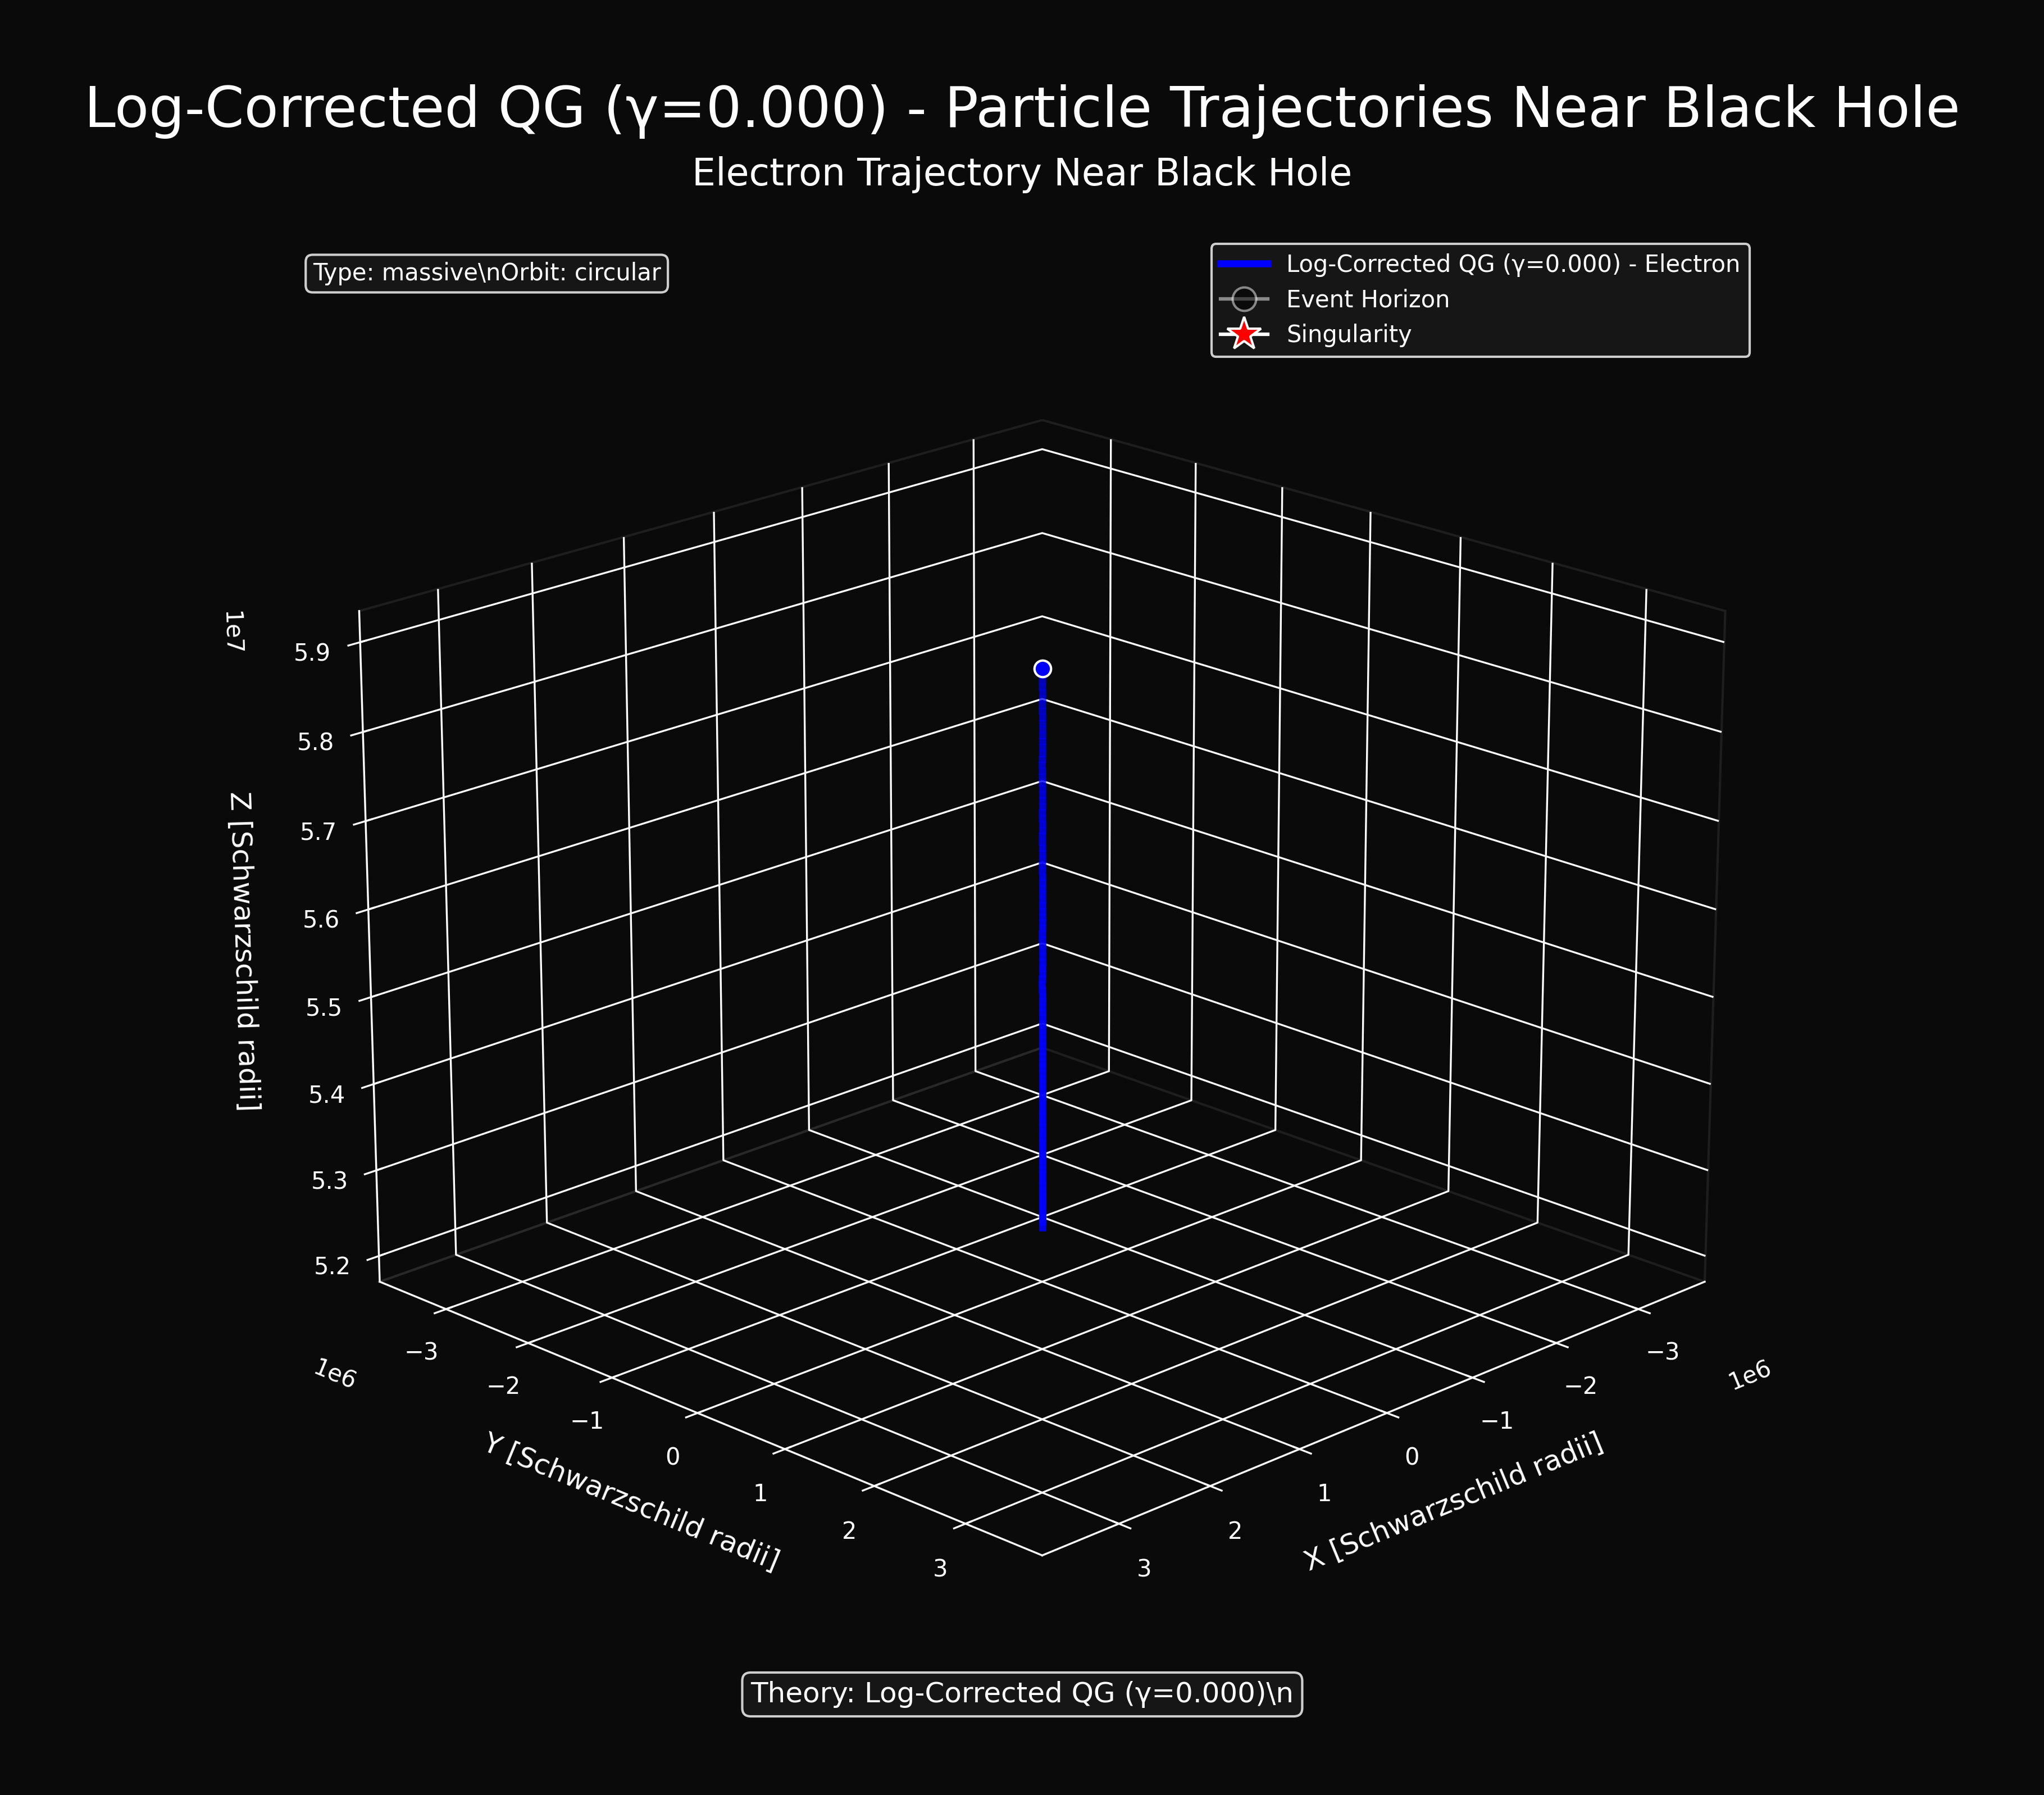 Log-Corrected QG (γ=0.000) - Particle Trajectories Near Black Hole
Electron Trajectory Near Black Hole
Type: massive\nOrbit: circular
Log-Corrected QG (γ=0.000) - Electron
Event Horizon
Singularity
1e7
5.9
5.8
5.7
5.6
5.5
5.4
5.3
5.2
Z [Schwarzschild radii]
1e6
−3
−2
−1
0
1
2
3
Y [Schwarzschild radii]
3
2
1
0
−1
−2
−3
1e6
X [Schwarzschild radii]
Theory: Log-Corrected QG (γ=0.000)\n